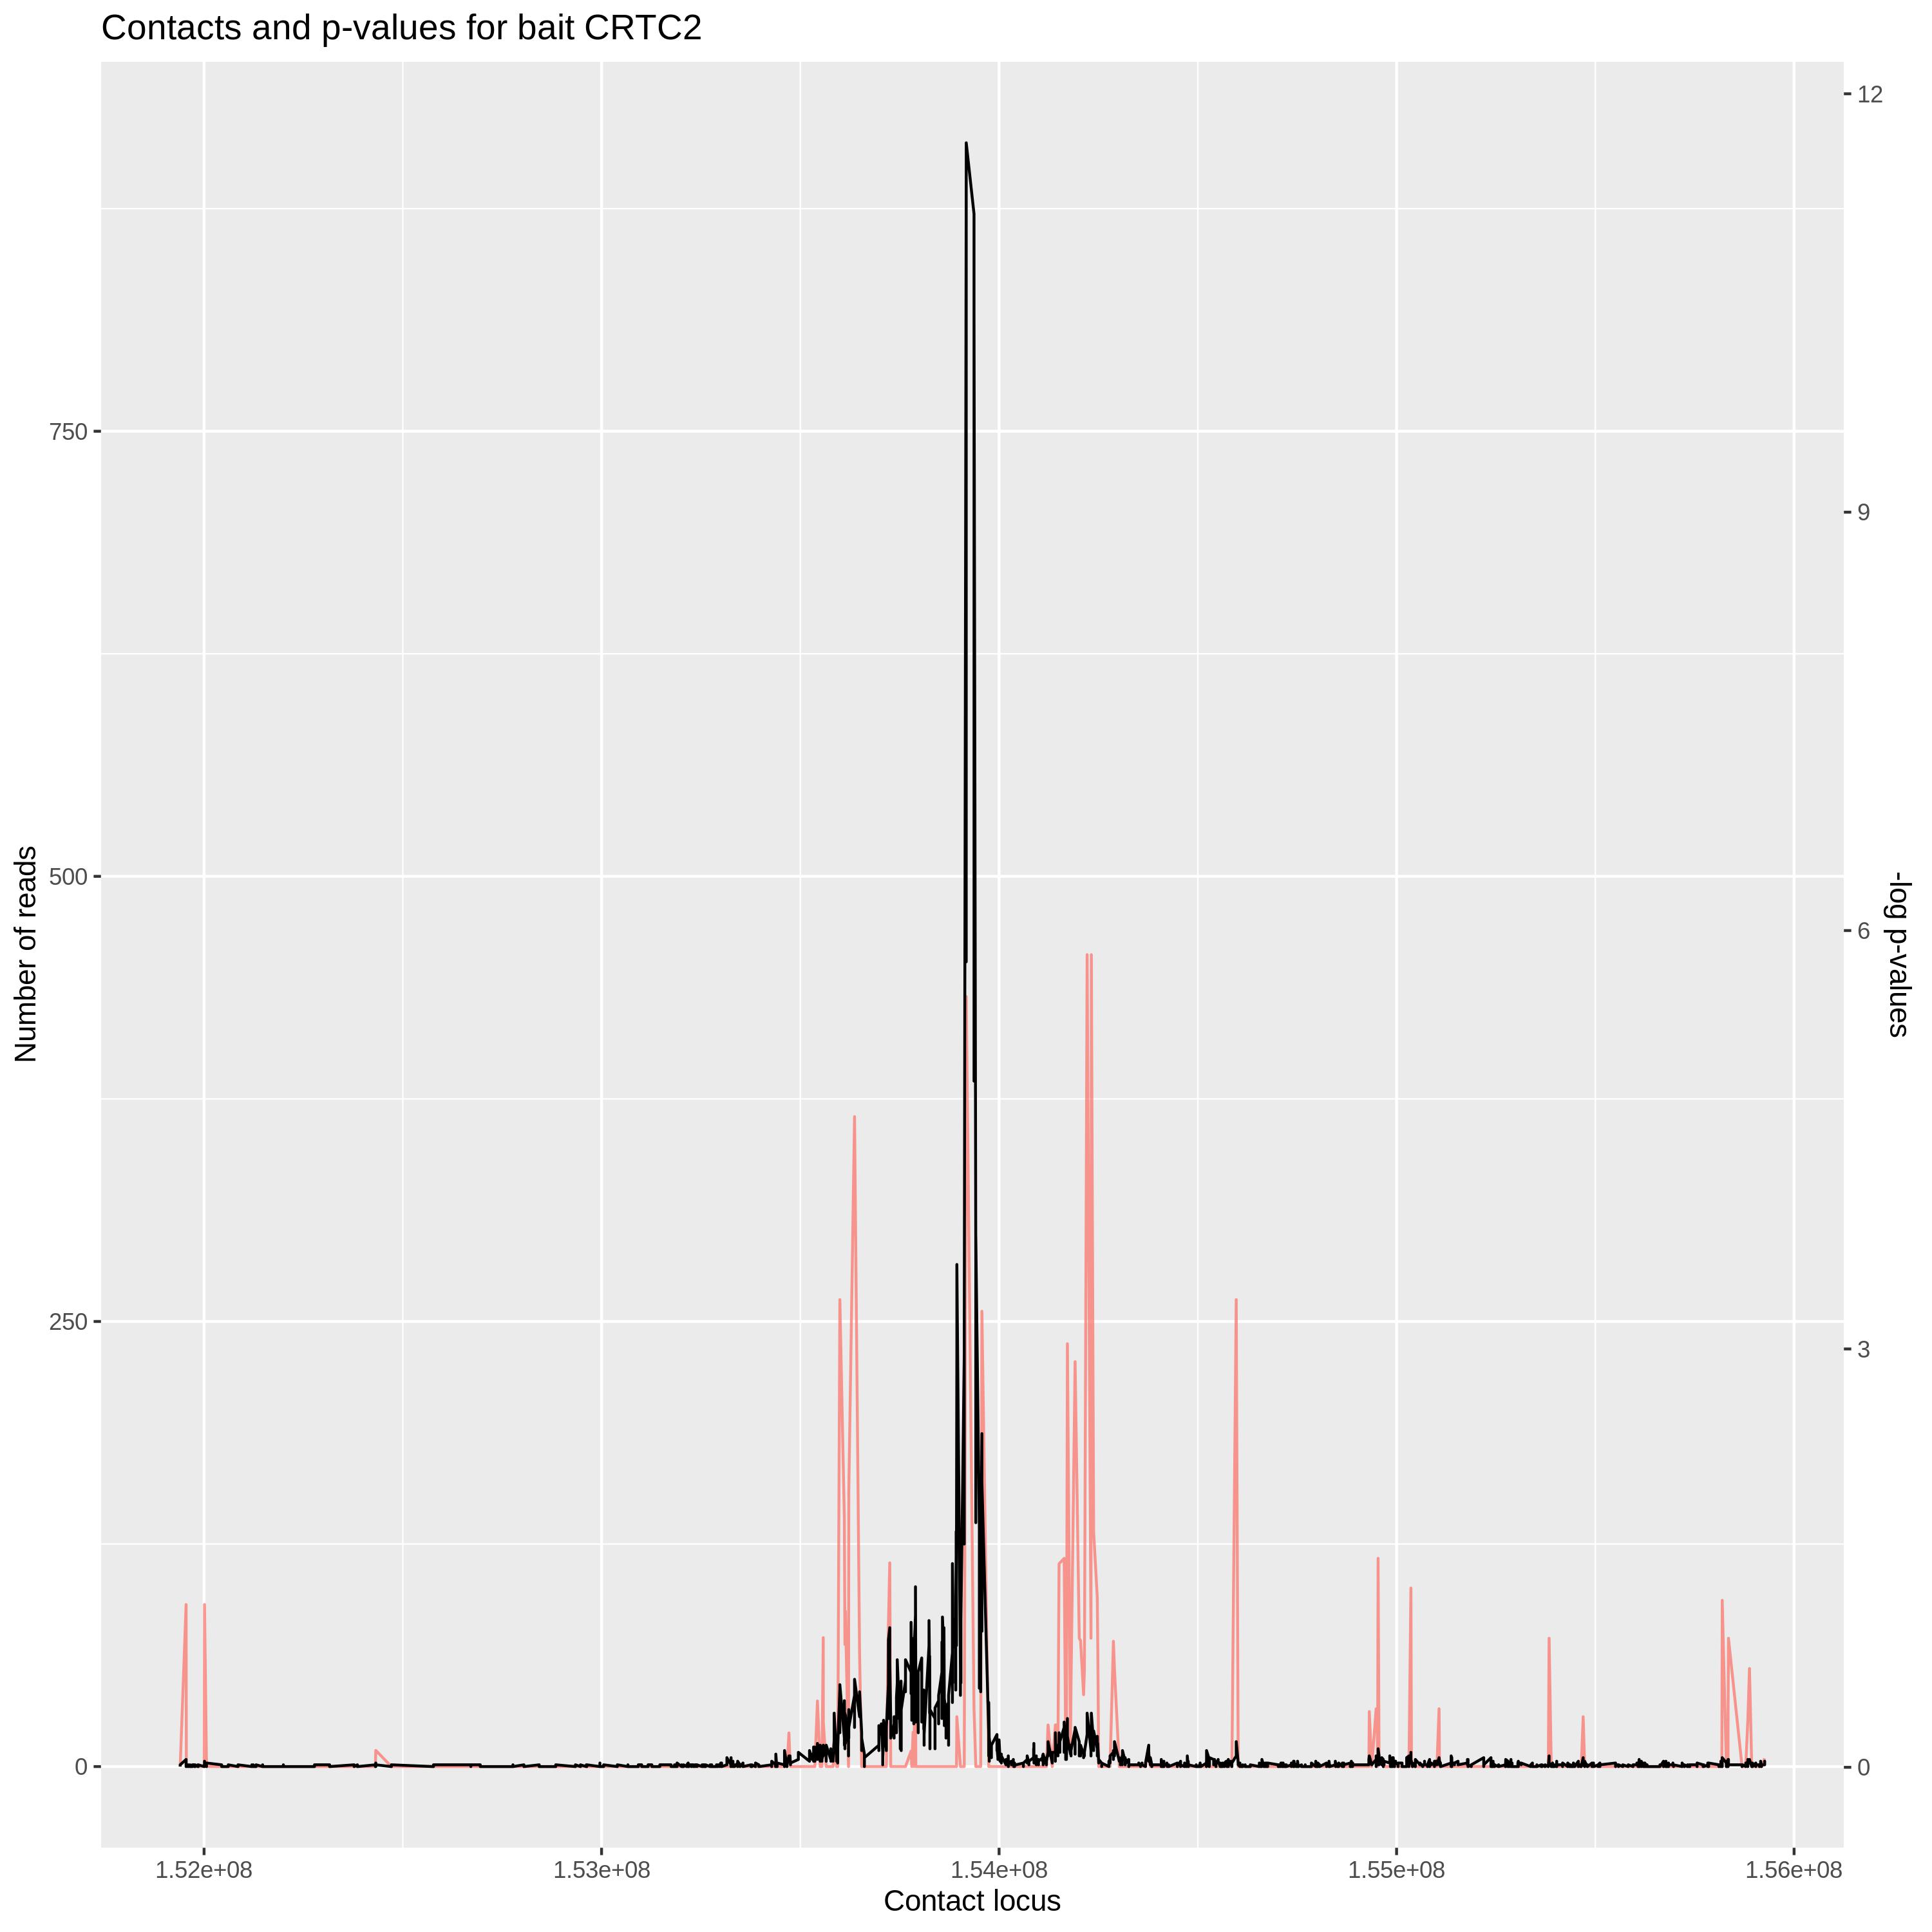 Contacts and p-values for bait CRTC2
12
750
9
Number of reads
500
-log p-values
6
250
3
0
0
1.52e+08
1.53e+08
1.54e+08
1.55e+08
1.56e+08
Contact locus